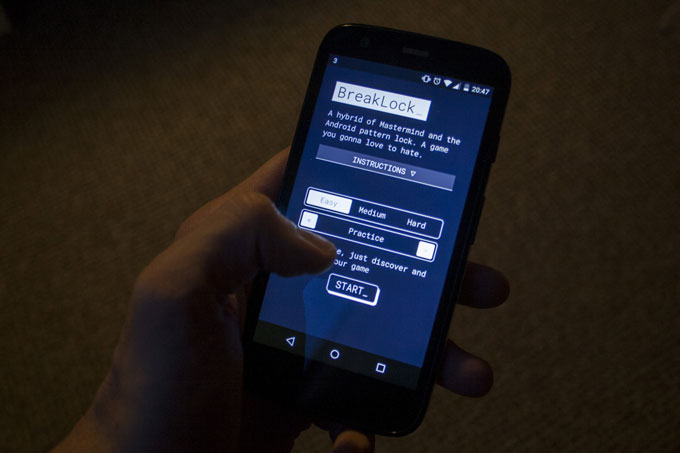 3
20:47
BreakLock_
A hybrid of Mastermind and the
Android pattern lock. A game
you gonna love to hate.
INSTRUCTIONS ▽
Easy Medium Hard
Practice
just discover and
game
START_